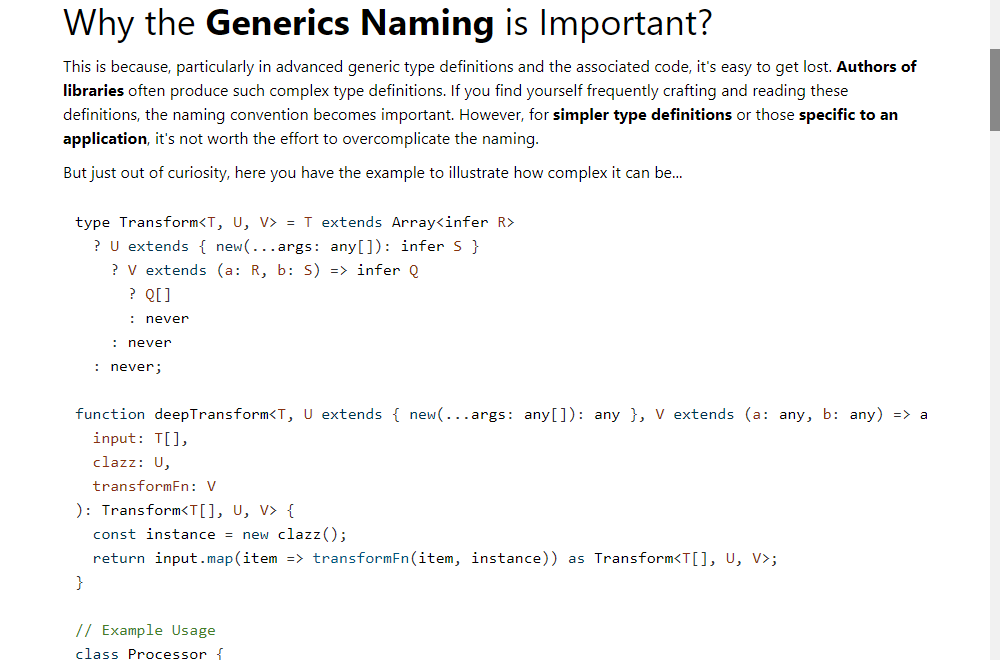 Why the Generics Naming is Important?
This is because, particularly in advanced generic type definitions and the associated code, it's easy to get lost. Authors of
libraries often produce such complex type definitions. If you find yourself frequently crafting and reading these
definitions, the naming convention becomes important. However, for simpler type definitions or those specific to an
application, it's not worth the effort to overcomplicate the naming.
But just out of curiosity, here you have the example to illustrate how complex it can be...
type Transform<T, U, V> = T extends Array<infer R>
  ? U extends { new(...args: any[]): infer S }
    ? V extends (a: R, b: S) => infer Q
      ? Q[]
      : never
    : never
  : never;
function deepTransform<T, U extends { new(...args: any[]): any }, V extends (a: any, b: any) => a
  input: T[],
  clazz: U,
  transformFn: V
): Transform<T[], U, V> {
  const instance = new clazz();
  return input.map(item => transformFn(item, instance)) as Transform<T[], U, V>;
}
// Example Usage
class Processor {